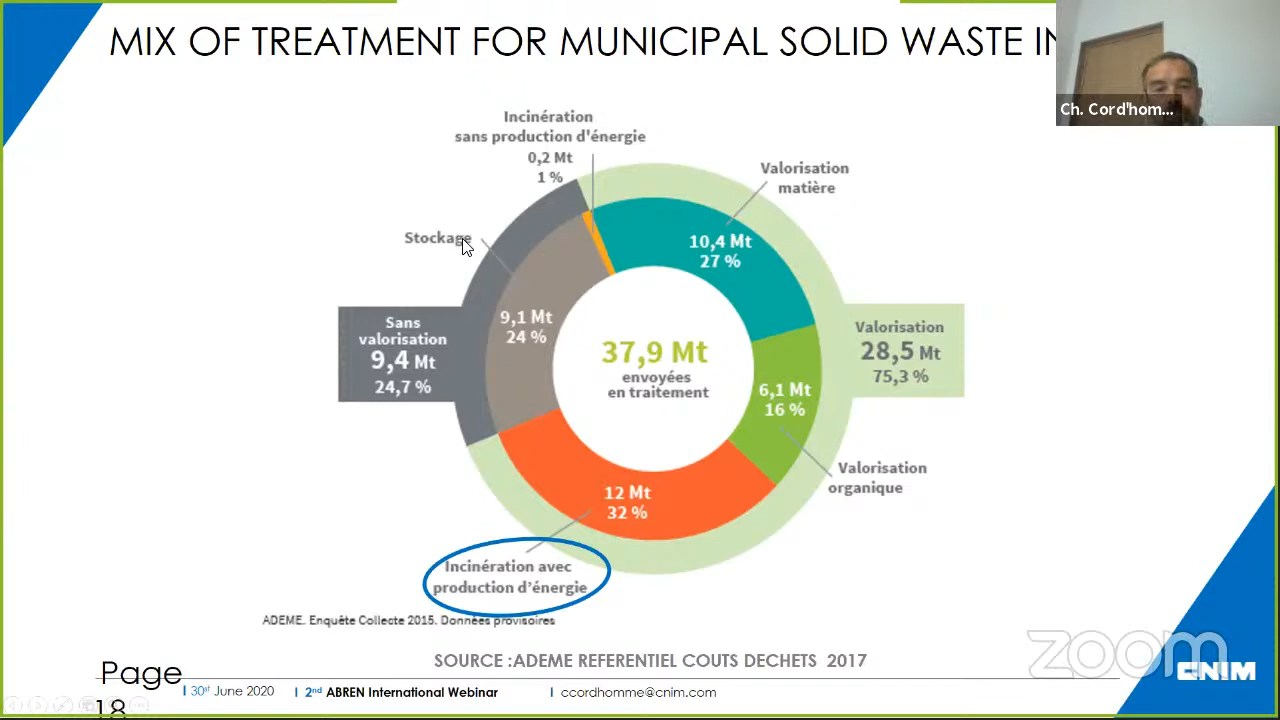 MIX OF TREATMENT FOR MUNICIPAL SOLID WASTE IN
Ch. Cord'hom...
Incinération
sans production d'énergie
0,2 Mt
1 %
Valorisation
matière
Stockage
10,4 Mt
27 %
9,1 Mt
24 %
Sans
valorisation
9,4 Mt
24,7 %
37,9 Mt
envoyées
en traitement
Valorisation
28,5 Mt
75,3 %
6,1 Mt
16 %
Valorisation
organique
12 Mt
32 %
Incinération avec
production d'énergie
ADEME. Enquête Collecte 2015. Données provisoires
SOURCE :ADEME REFERENTIEL COUTS DECHETS 2017
zoom
CNIM
Page
18
30st June 2020
2nd ABREN International Webinar
ccordhomme@cnim.com